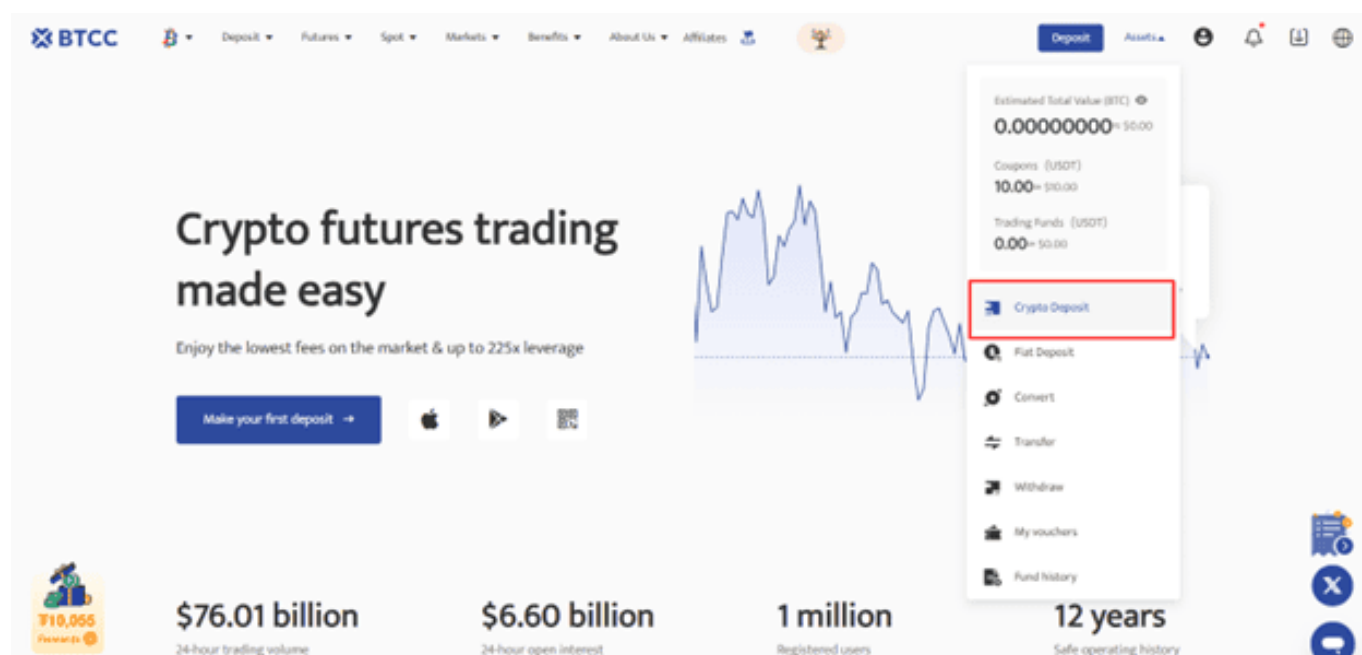 BTCC
Deposit
Futures
Spot
Markets
Benefits
About Us
Affiliates
Deposit
Assets
Estimated Total Value (BTC)
0.00000000≈ $0.00
Coupons (USDT)
10.00≈ $10.00
Trading Funds (USDT)
0.00≈ $0.00
Crypto futures trading
made easy
Enjoy the lowest fees on the market & up to 225x leverage
Make your first deposit →
Crypto Deposit
Fiat Deposit
Convert
Transfer
Withdraw
My vouchers
Fund history
₮10,055
Rewards
$76.01 billion
24-hour trading volume
$6.60 billion
24-hour open interest
1 million
Registered users
12 years
Safe operating history